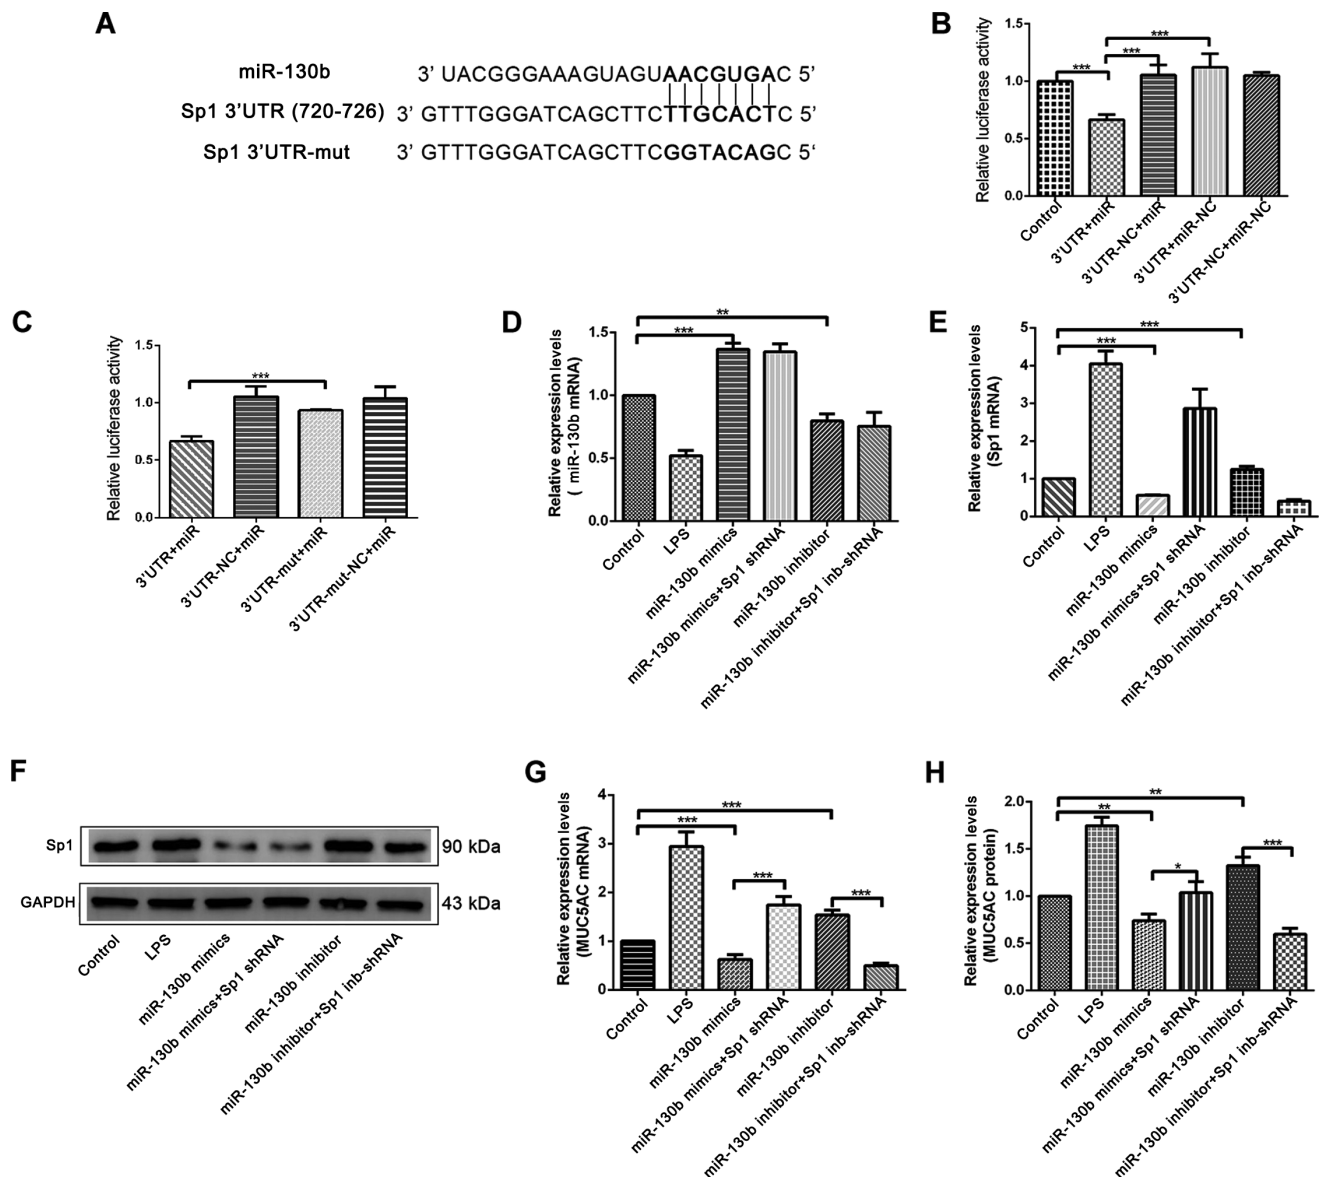 A
miR-130b 3' UACGGGAAAGUAGUAACGUGAC 5'
Sp1 3'UTR (720-726) 3' GTTTGGGATCAGCTTCTTGCACTC 5'
Sp1 3'UTR-mut 3' GTTTGGGATCAGCTTCGGTACAGC 5‘
B
Relative luciferase activity
1.5
1.0
0.5
0.0
***
***
***
Control
3'UTR+miR
3'UTR-NC+miR
3'UTR+miR-NC
3'UTR-NC+miR-NC
C
Relative luciferase activity
1.5
1.0
0.5
0.0
***
3'UTR+miR
3'UTR-NC+miR
3'UTR-mut+miR
3'UTR-mut-NC+miR
D
Relative expression levels
( miR-130b mRNA)
1.5
1.0
0.5
0.0
**
***
Control
LPS
miR-130b mimics
miR-130b mimics+Sp1 shRNA
miR-130b inhibitor
miR-130b inhibitor+Sp1 inb-shRNA
E
Relative expression levels
(Sp1 mRNA)
5
4
3
2
1
0
***
***
Control
LPS
miR-130b mimics
miR-130b mimics+Sp1 shRNA
miR-130b inhibitor
miR-130b inhibitor+Sp1 inb-shRNA
F
Sp1 90 kDa
GAPDH 43 kDa
Control
LPS
miR-130b mimics
miR-130b mimics+Sp1 shRNA
miR-130b inhibitor
miR-130b inhibitor+Sp1 inb-shRNA
G
Relative expression levels
(MUC5AC mRNA)
4
3
2
1
0
***
***
***
***
Control
LPS
miR-130b mimics
miR-130b mimics+Sp1 shRNA
miR-130b inhibitor
miR-130b inhibitor+Sp1 inb-shRNA
H
Relative expression levels
(MUC5AC protein)
2.0
1.5
1.0
0.5
0.0
**
**
*
***
Control
LPS
miR-130b mimics
miR-130b mimics+Sp1 shRNA
miR-130b inhibitor
miR-130b inhibitor+Sp1 inb-shRNA